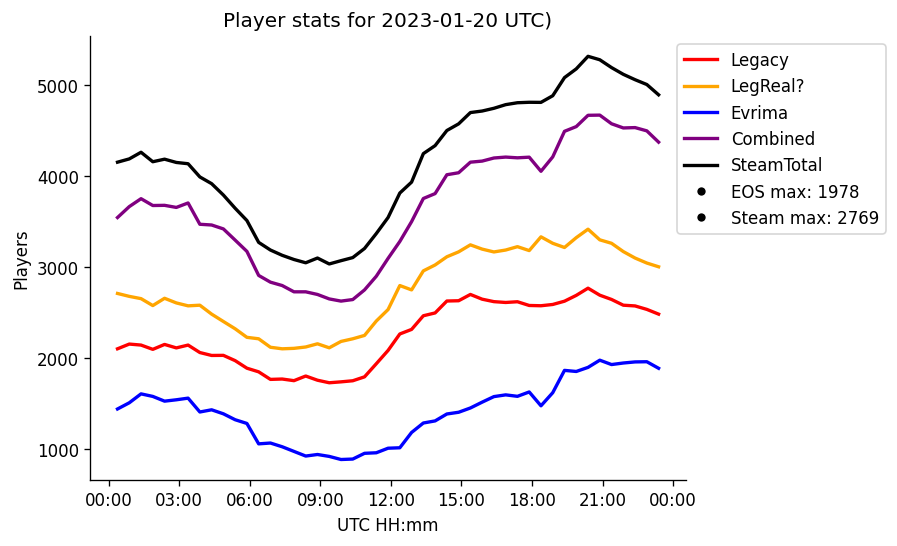 Player stats for 2023-01-20 UTC)
Legacy
LegReal?
Evrima
Combined
SteamTotal
EOS max: 1978
Steam max: 2769
Players
5000
4000
3000
2000
1000
00:00 03:00 06:00 09:00 12:00 15:00 18:00 21:00 00:00
UTC HH:mm